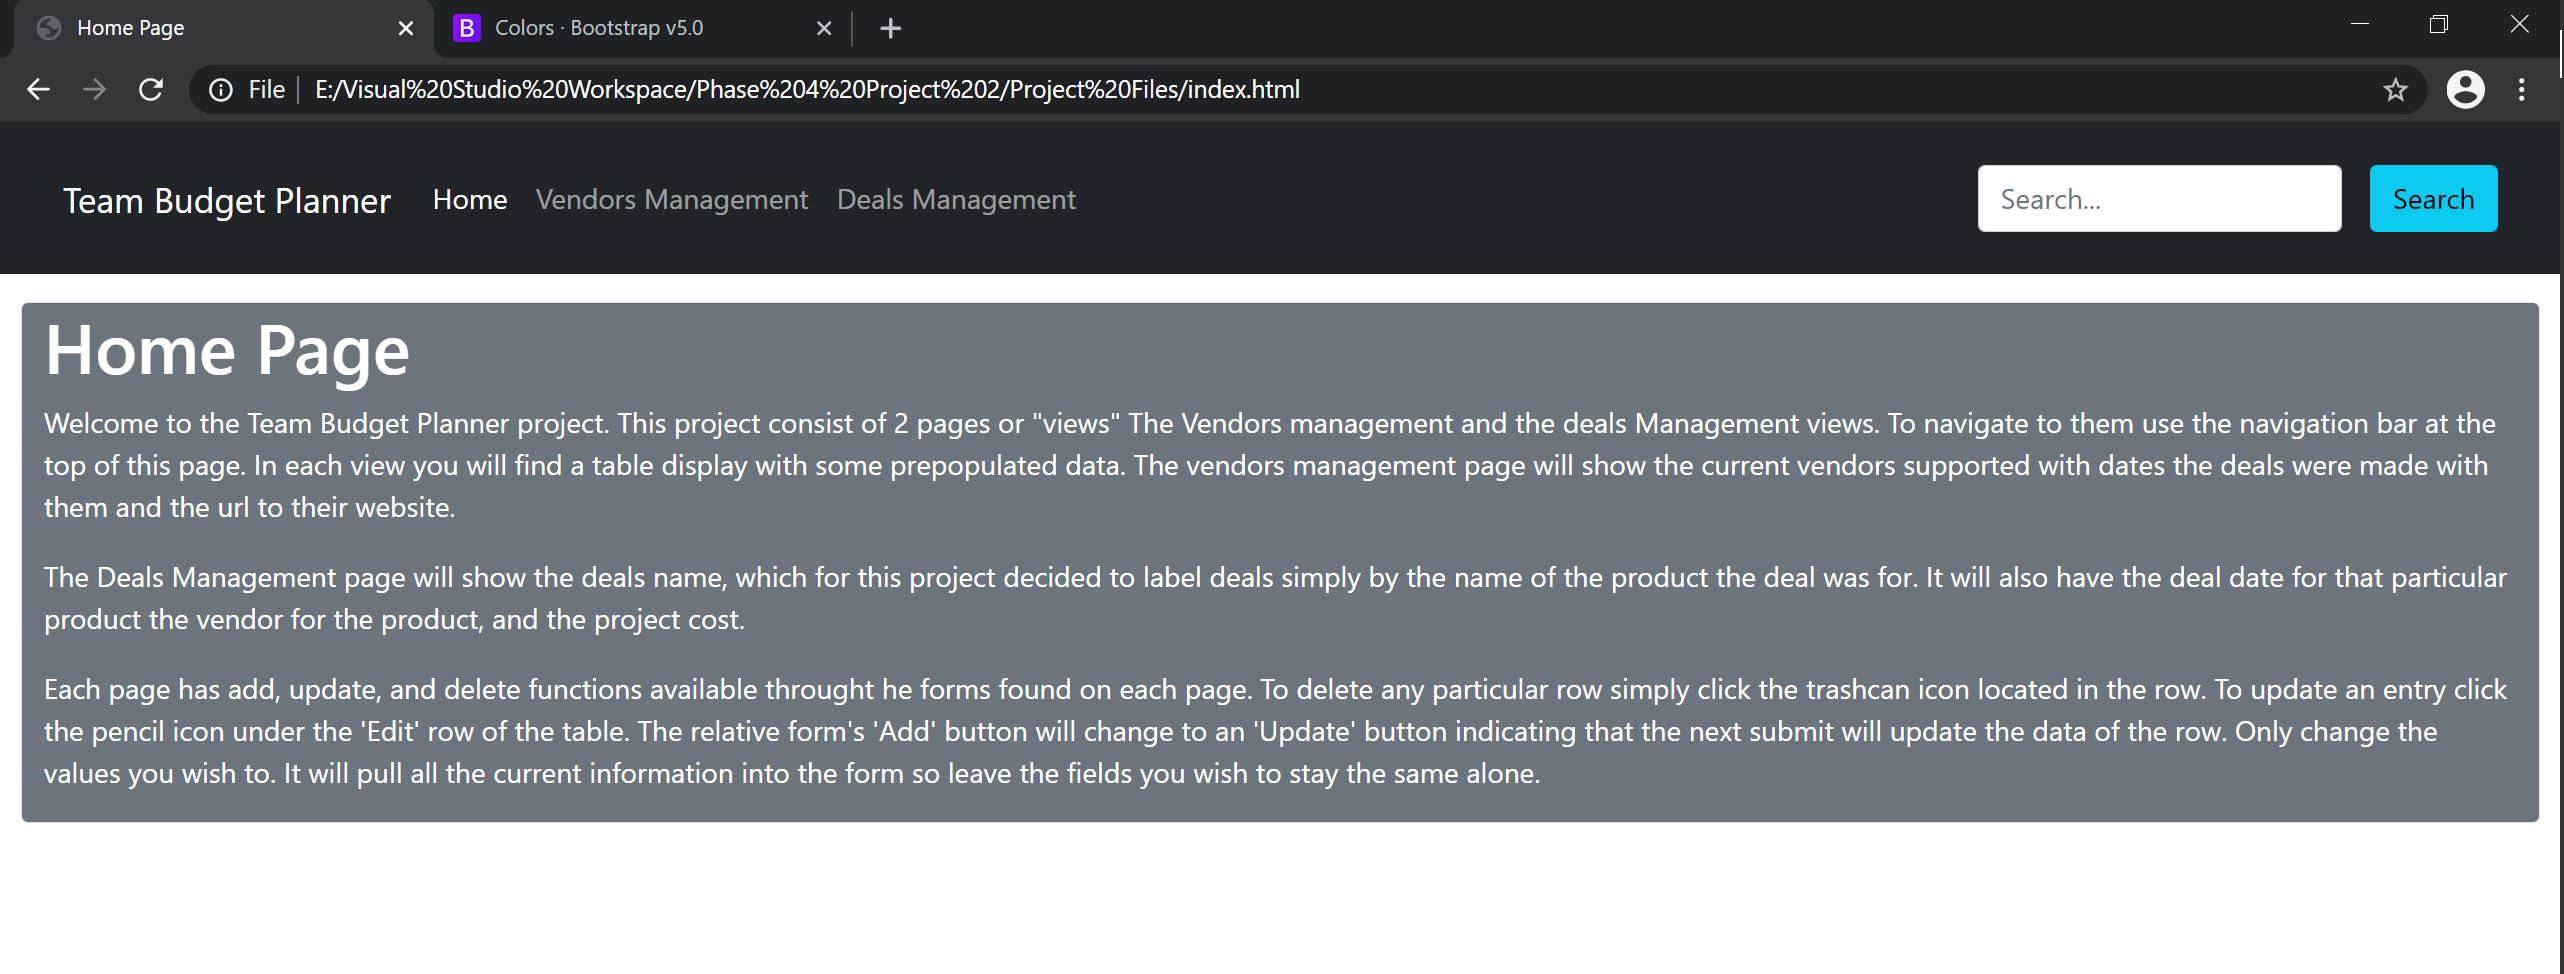 Home Page
Colors · Bootstrap v5.0
File
E:/Visual%20Studio%20Workspace/Phase%204%20Project%202/Project%20Files/index.html
Team Budget Planner
Home
Vendors Management
Deals Management
Search...
Search
Home Page
Welcome to the Team Budget Planner project. This project consist of 2 pages or "views" The Vendors management and the deals Management views. To navigate to them use the navigation bar at the
top of this page. In each view you will find a table display with some prepopulated data. The vendors management page will show the current vendors supported with dates the deals were made with
them and the url to their website.
The Deals Management page will show the deals name, which for this project decided to label deals simply by the name of the product the deal was for. It will also have the deal date for that particular
product the vendor for the product, and the project cost.
Each page has add, update, and delete functions available throught he forms found on each page. To delete any particular row simply click the trashcan icon located in the row. To update an entry click
the pencil icon under the 'Edit' row of the table. The relative form's 'Add' button will change to an 'Update' button indicating that the next submit will update the data of the row. Only change the
values you wish to. It will pull all the current information into the form so leave the fields you wish to stay the same alone.